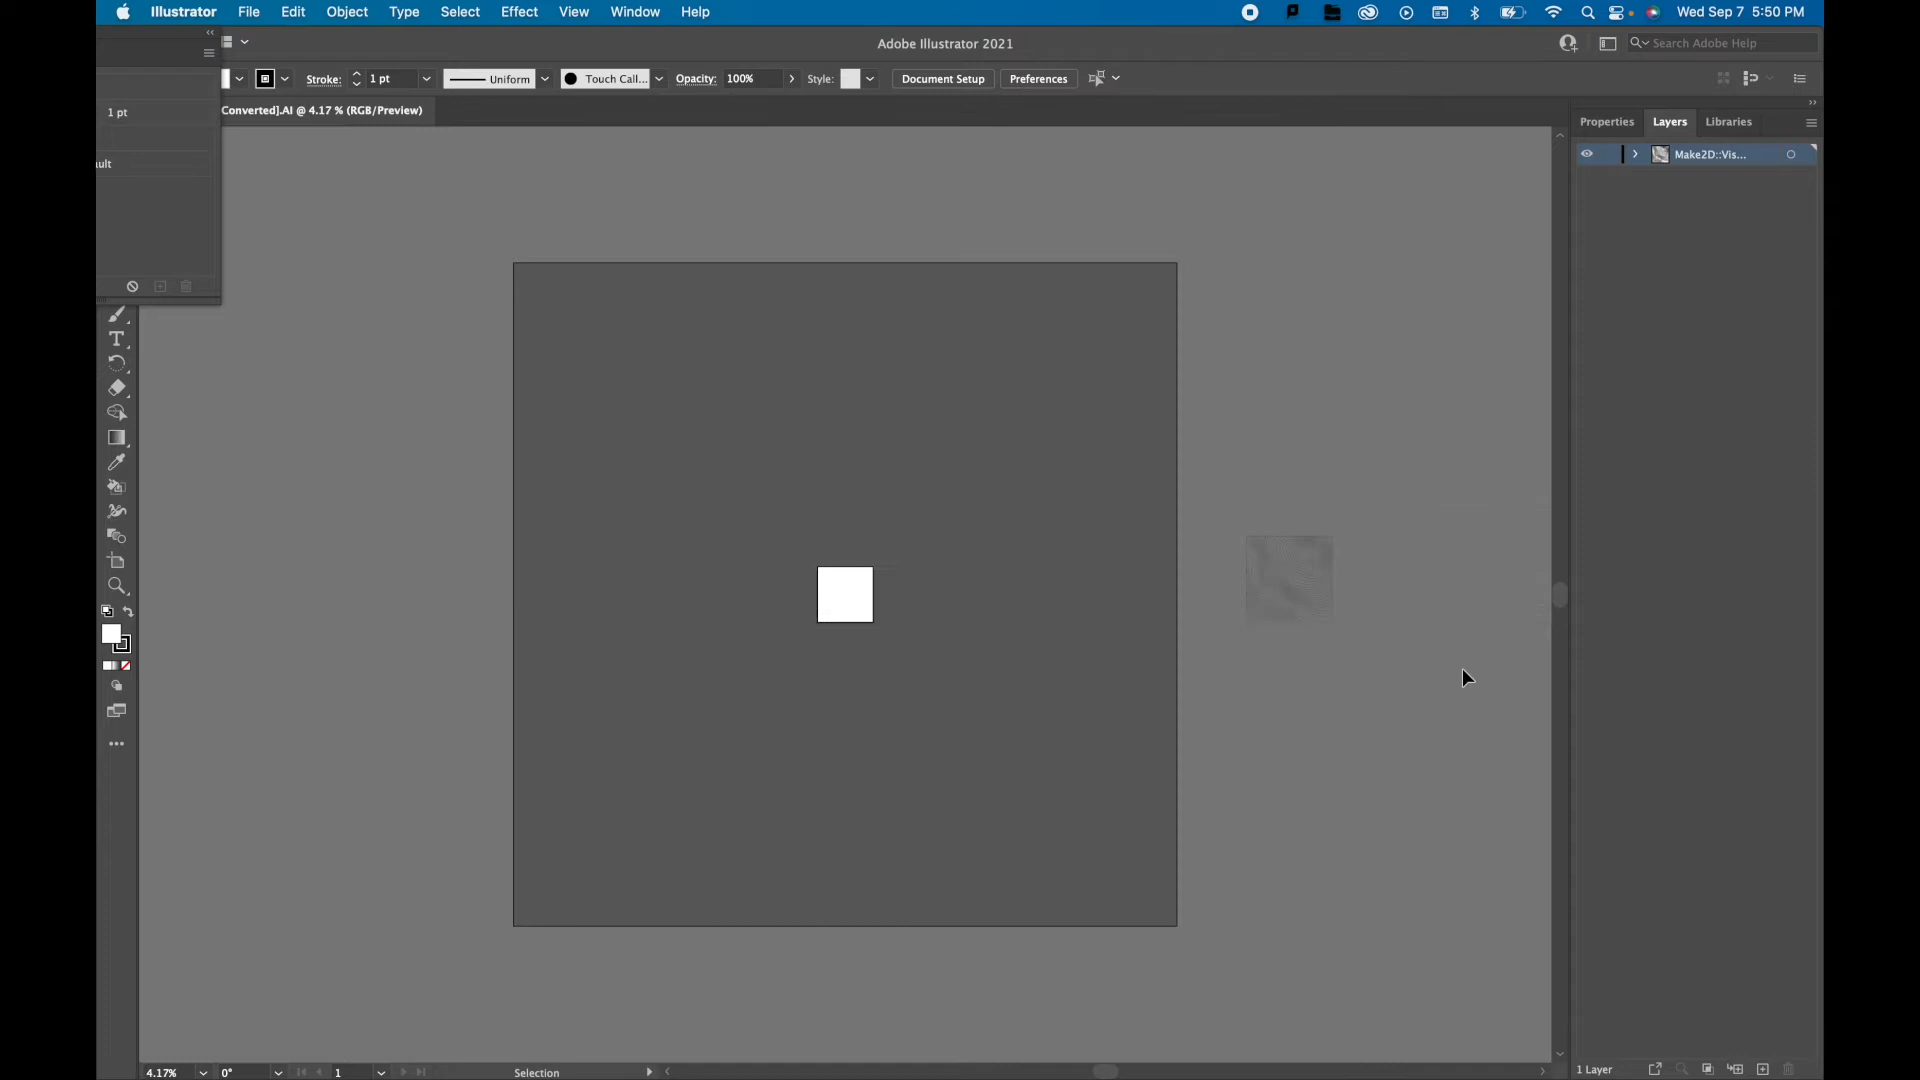 Illustrator File Edit Object Type Select Effect View Window Help Wed Sep 7 5:50 PM
Adobe Illustrator 2021 Search Adobe Help
Stroke: 1 pt Uniform Touch Call... Opacity: 100% Style: Document Setup Preferences
Converted].AI @ 4.17 % (RGB/Preview)
1 pt
ault
Properties Layers Libraries
Make2D::Vis...
4.17% 0° 1 Selection
1 Layer